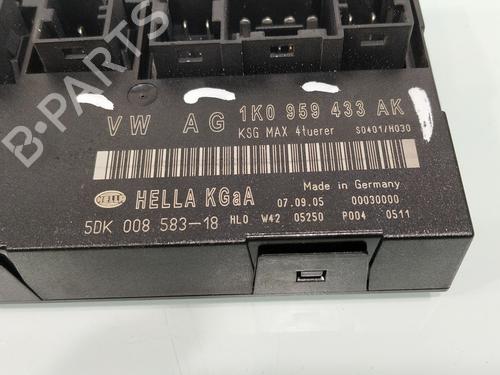 VW AG 1K0 959 433 AK
KSG MAX 4tuerer S0401/H030
Made in Germany
HELLA HELLA KGaA 07.09.05 00030000
5DK 008 583-18 HLO W42 05250 P004 0511
B-PARTS